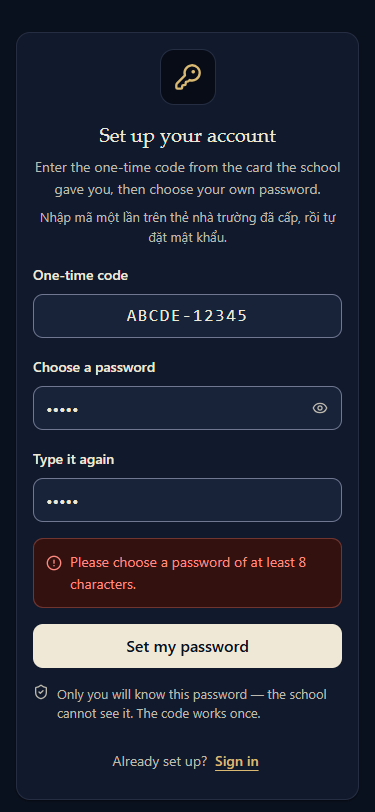 Set up your account
Enter the one-time code from the card the school
gave you, then choose your own password.
Nhập mã một lần trên thẻ nhà trường đã cấp, rồi tự
đặt mật khẩu.
One-time code
ABCDE-12345
Choose a password
•••••
Type it again
•••••
Please choose a password of at least 8
characters.
Set my password
Only you will know this password — the school
cannot see it. The code works once.
Already set up? Sign in